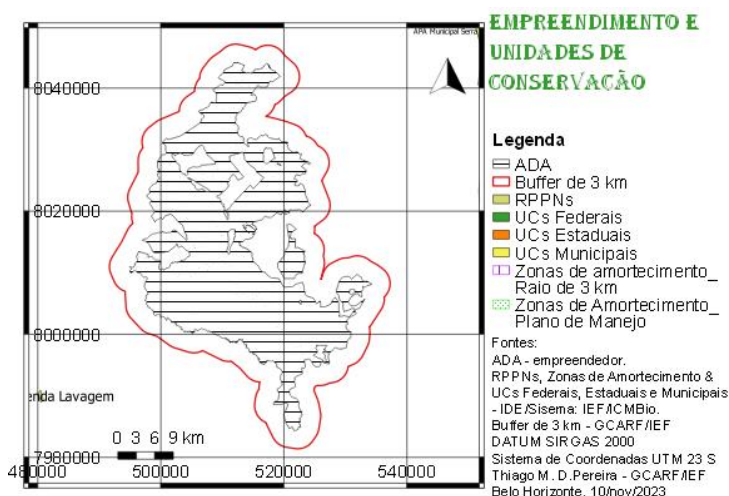 EMPREENDIMENTO E
UNIDADES DE
CONSERVAÇÃO
APA Municipal Serra
8040000
8020000
8000000
7980000
480000 500000 520000 540000
enda Lavagem
0 3 6 9 km
Legenda
ADA
Buffer de 3 km
RPPNs
UCs Federais
UCs Estaduais
UCs Municipais
Zonas de amortecimento_
Raio de 3 km
Zonas de Amortecimento_
Plano de Manejo
Fontes:
ADA - empreendedor.
RPPNs, Zonas de Amortecimento &
UCs Federais, Estaduais e Municipais
- IDE/Sisema: IEF/ICMBio.
Buffer de 3 km - GCARF/IEF
DATUM SIRGAS 2000
Sistema de Coordenadas UTM 23 S
Thiago M. D.Pereira - GCARF/IEF
Belo Horizonte, 10/nov/2023